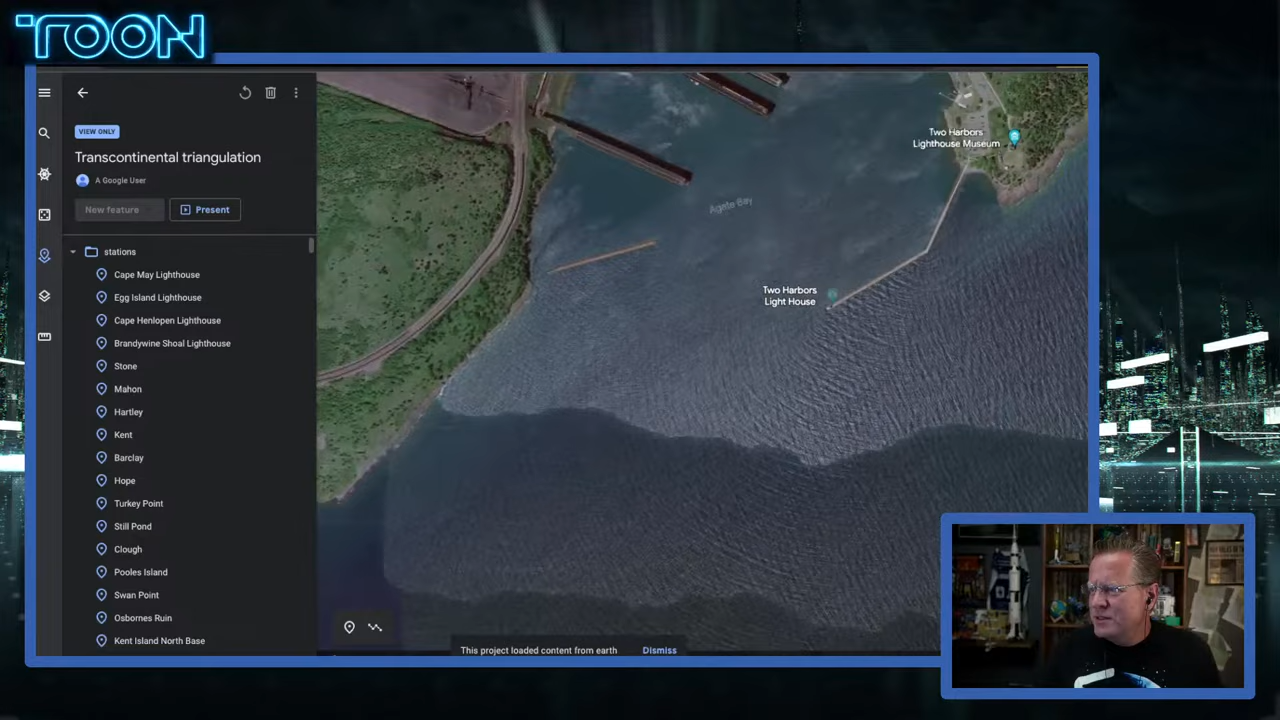 TOON
VIEW ONLY
Transcontinental triangulation
A Google User
New feature
Present
stations
Cape May Lighthouse
Egg Island Lighthouse
Cape Henlopen Lighthouse
Brandywine Shoal Lighthouse
Stone
Mahon
Hartley
Kent
Barclay
Hope
Turkey Point
Still Pond
Clough
Pooles Island
Swan Point
Osbornes Ruin
Kent Island North Base
Two Harbors
Lighthouse Museum
Agate Bay
Two Harbors
Light House
This project loaded content from earth
Dismiss